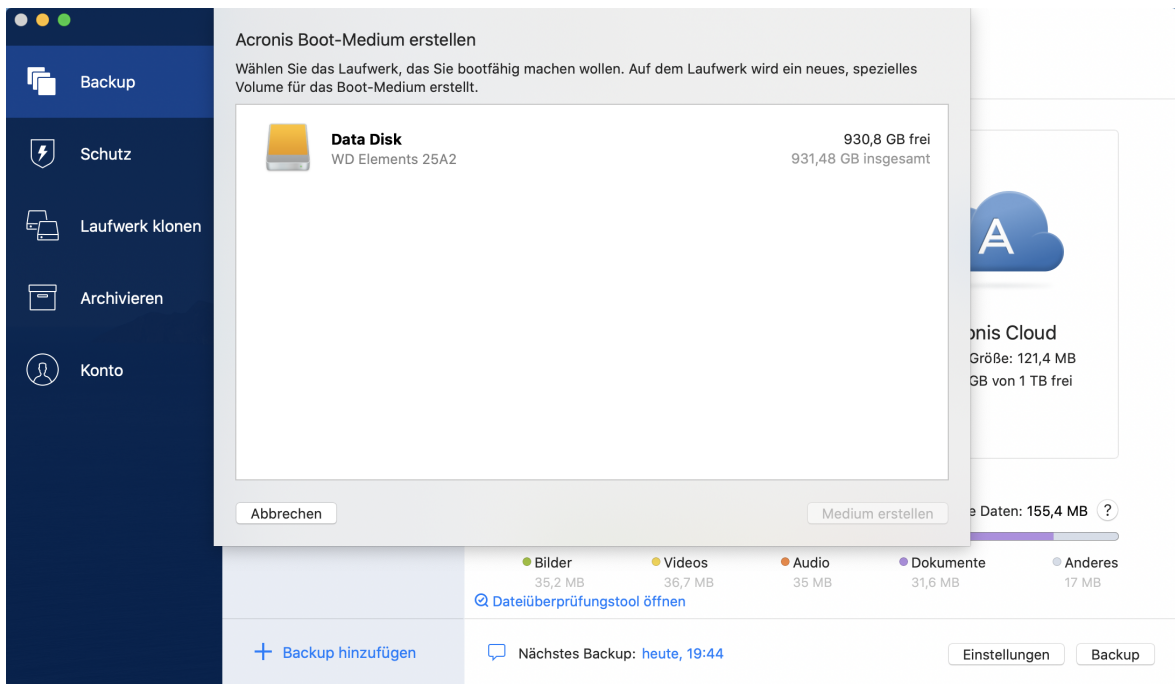 Acronis Boot-Medium erstellen
Wählen Sie das Laufwerk, das Sie bootfähig machen wollen. Auf dem Laufwerk wird ein neues, spezielles
Volume für das Boot-Medium erstellt.
Backup
Schutz
Laufwerk klonen
Archivieren
Konto
Data Disk
930,8 GB frei
WD Elements 25A2
931,48 GB insgesamt
Abbrechen
Medium erstellen
Cloud
Größe: 121,4 MB
GB von 1 TB frei
Daten: 155,4 MB ?
Bilder
35,2 MB
Videos
36,7 MB
Audio
35 MB
Dokumente
31,6 MB
Anderes
17 MB
Dateiüberprüfungstool öffnen
+ Backup hinzufügen
Nächstes Backup: heute, 19:44
Einstellungen
Backup